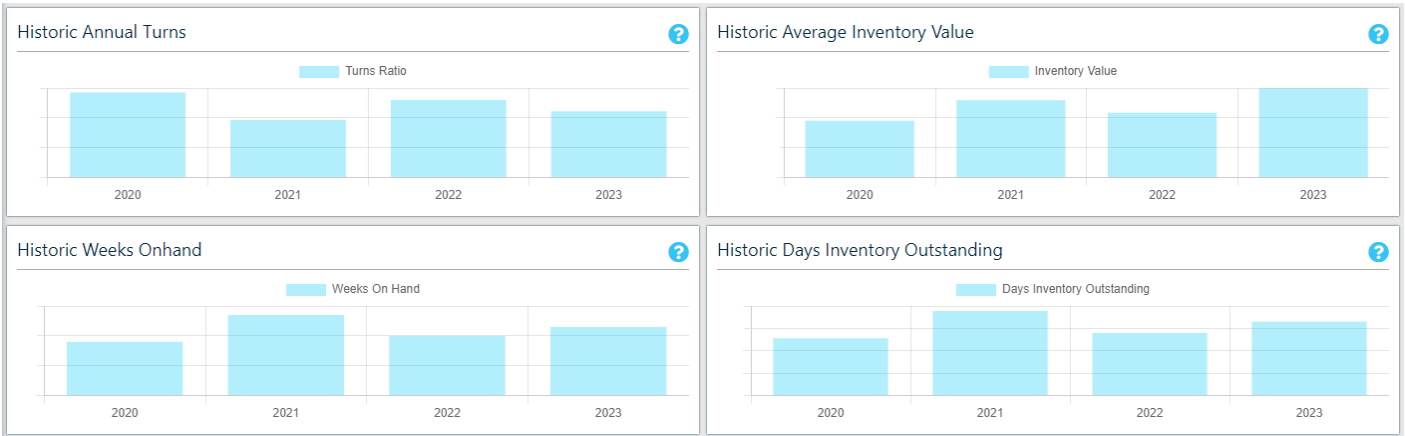 Historic Annual Turns
?
Turns Ratio
2020 2021 2022 2023
Historic Average Inventory Value
?
Inventory Value
2020 2021 2022 2023
Historic Weeks Onhand
?
Weeks On Hand
2020 2021 2022 2023
Historic Days Inventory Outstanding
?
Days Inventory Outstanding
2020 2021 2022 2023